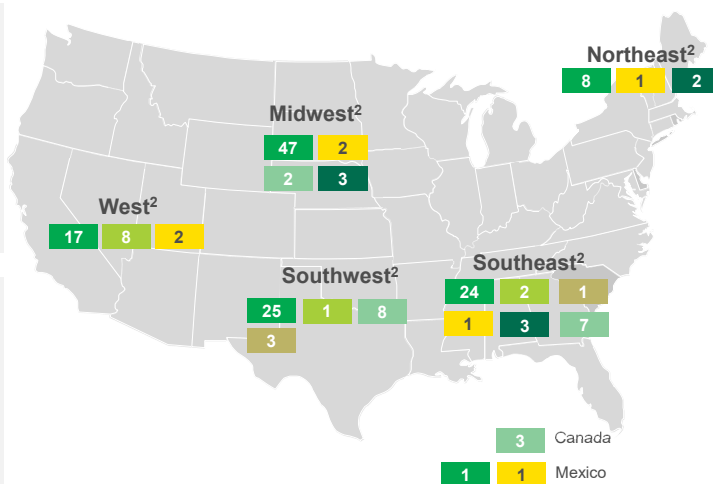 Northeast²
8 1 2
Midwest²
47 2
2 3
West²
17 8 2
Southwest²
25 1 8
3
Southeast²
24 2 1
1 3 7
3 Canada
1 1 Mexico